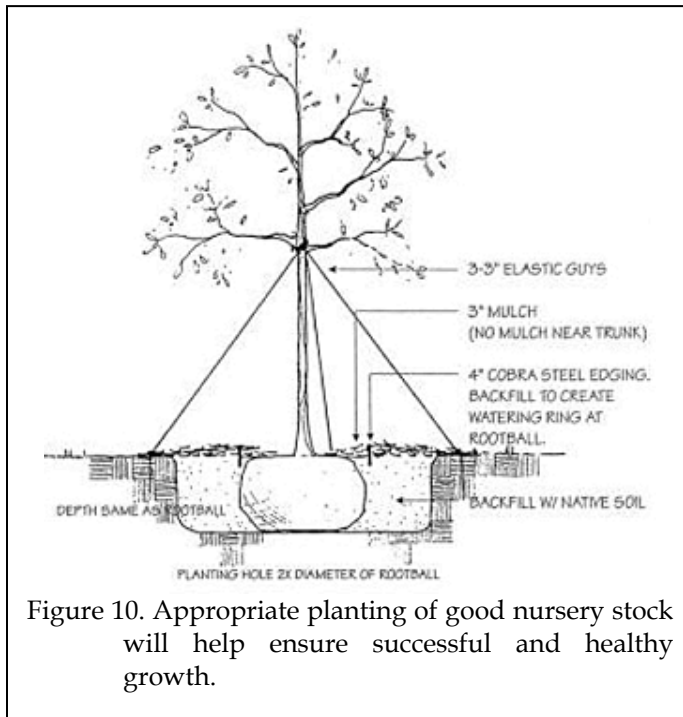 3-3" ELASTIC GUYS
3" MULCH
(NO MULCH NEAR TRUNK)
4" COBRA STEEL EDGING.
BACKFILL TO CREATE
WATERING RING AT
ROOTBALL.
DEPTH SAME AS ROOTBALL
BACKFILL W/ NATIVE SOIL
PLANTING HOLE 2X DIAMETER OF ROOTBALL
Figure 10. Appropriate planting of good nursery stock
will help ensure successful and healthy
growth.